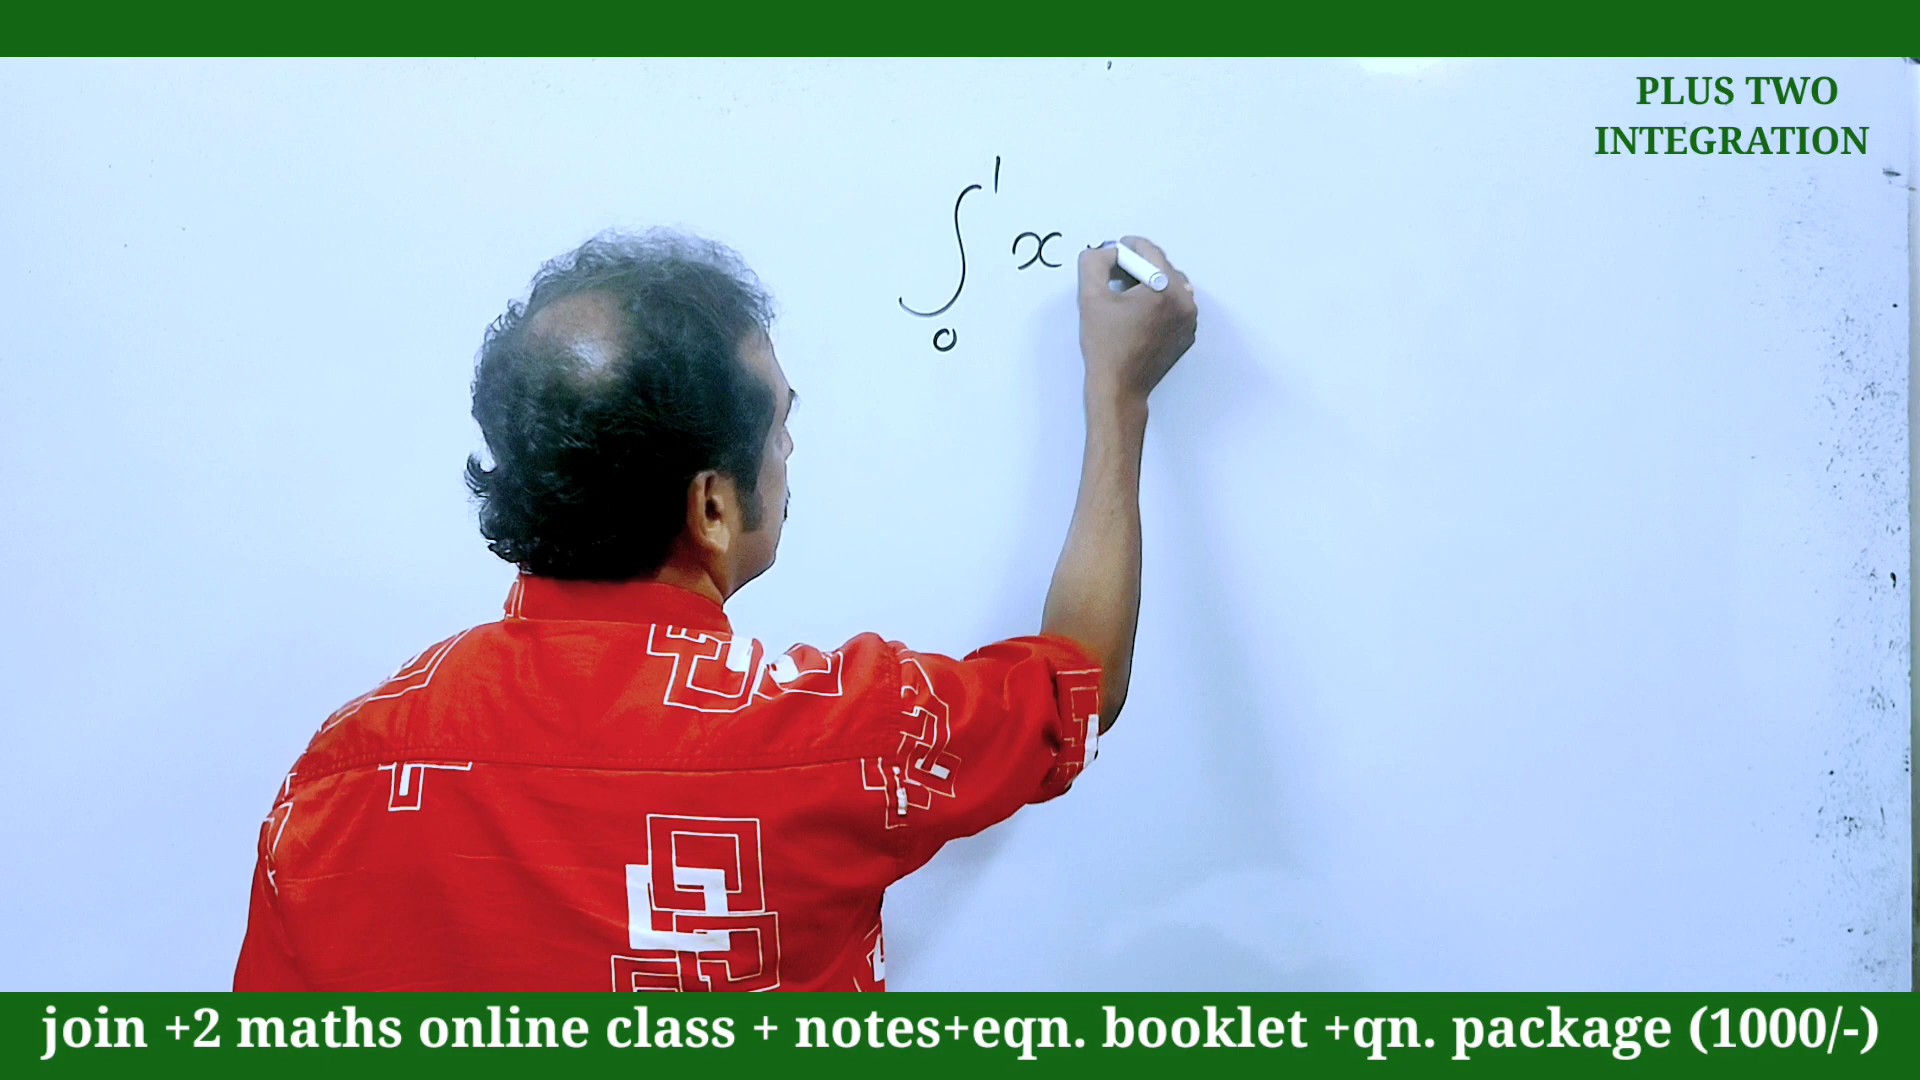 PLUS TWO
INTEGRATION
∫₀¹ x
join +2 maths online class + notes+eqn. booklet +qn. package (1000/-)